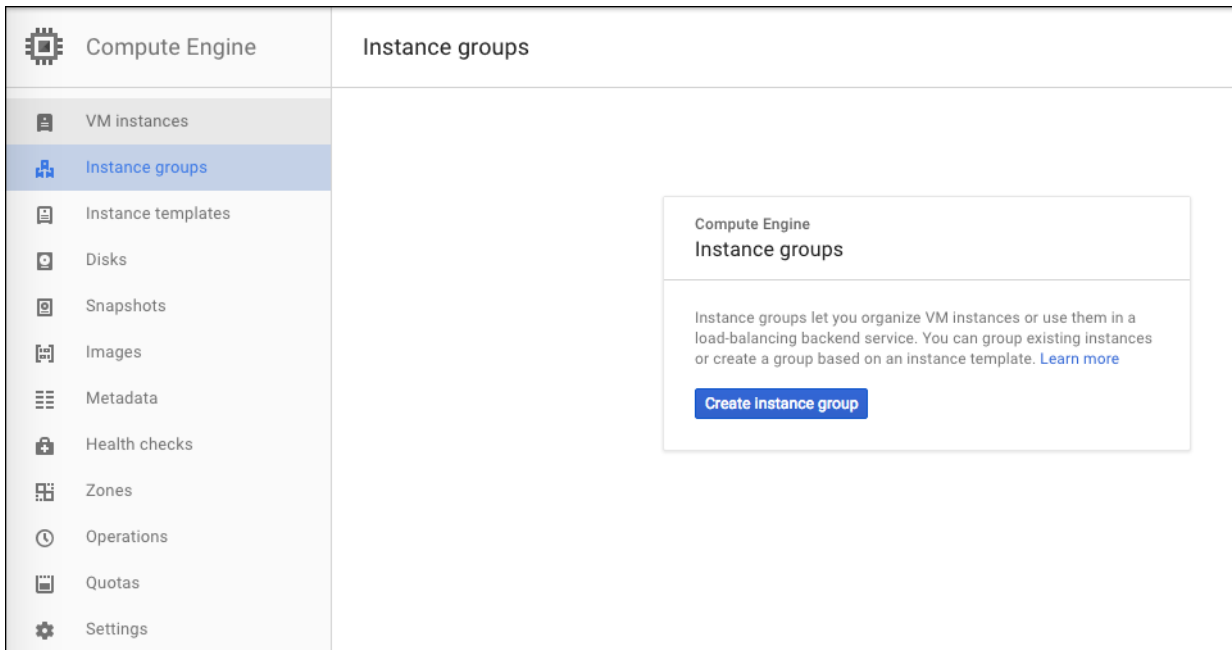 Compute Engine
Instance groups
VM instances
Instance groups
Instance templates
Disks
Snapshots
Images
Metadata
Health checks
Zones
Operations
Quotas
Settings
Compute Engine
Instance groups
Instance groups let you organize VM instances or use them in a
load-balancing backend service. You can group existing instances
or create a group based on an instance template. Learn more
Create instance group